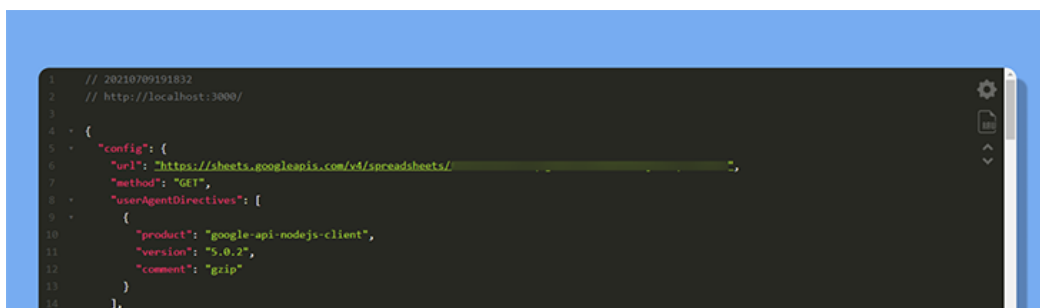 1 // 20210709191832
2 // http://localhost:3000/
3
4 {
5 "config": {
6 "url": "https://sheets.googleapis.com/v4/spreadsheets/ ",
7 "method": "GET",
8 "userAgentDirectives": [
9 {
10 "product": "google-api-nodejs-client",
11 "version": "5.0.2",
12 "comment": "gzip"
13 }
14 ],